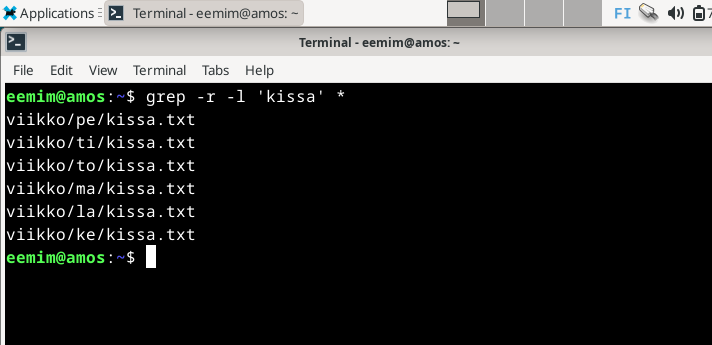 Applications Terminal - eemim@amos: ~ FI
Terminal - eemim@amos: ~
File Edit View Terminal Tabs Help
eemim@amos:~$ grep -r -l 'kissa' *
viikko/pe/kissa.txt
viikko/ti/kissa.txt
viikko/to/kissa.txt
viikko/ma/kissa.txt
viikko/la/kissa.txt
viikko/ke/kissa.txt
eemim@amos:~$